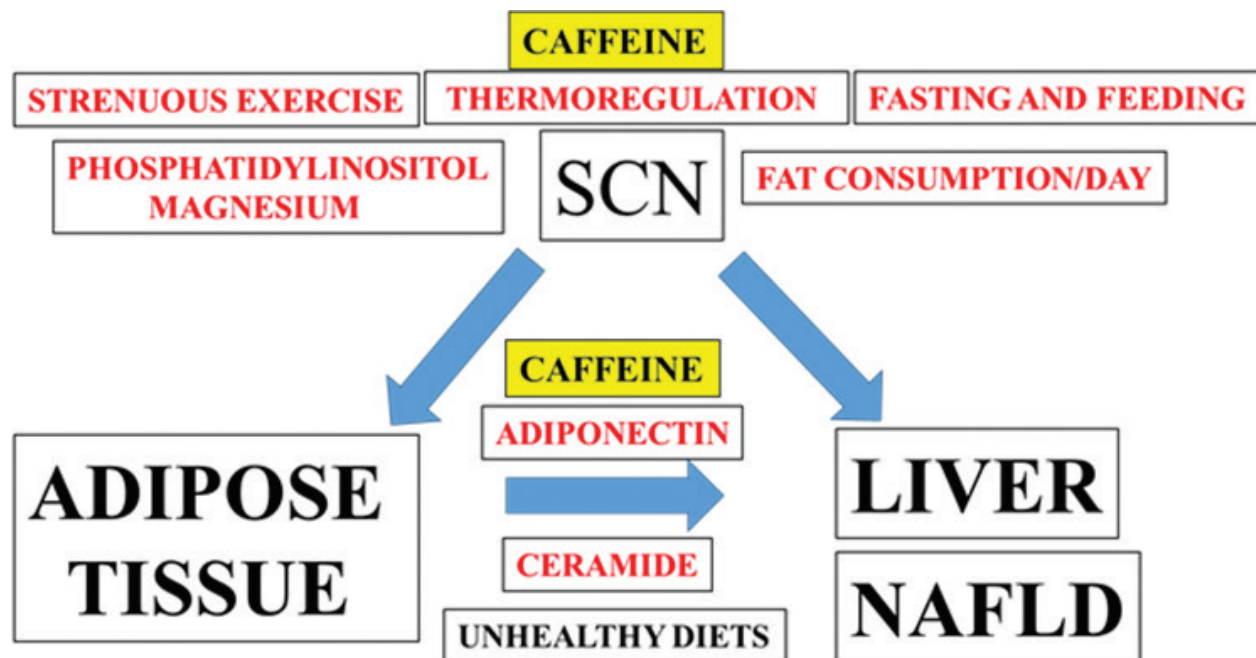 CAFFEINE
STRENUOUS EXERCISE
THERMOREGULATION
FASTING AND FEEDING
PHOSPHATIDYLINOSITOL
MAGNESIUM
SCN
FAT CONSUMPTION/DAY
CAFFEINE
ADIPONECTIN
ADIPOSE
TISSUE
CERAMIDE
UNHEALTHY DIETS
LIVER
NAFLD